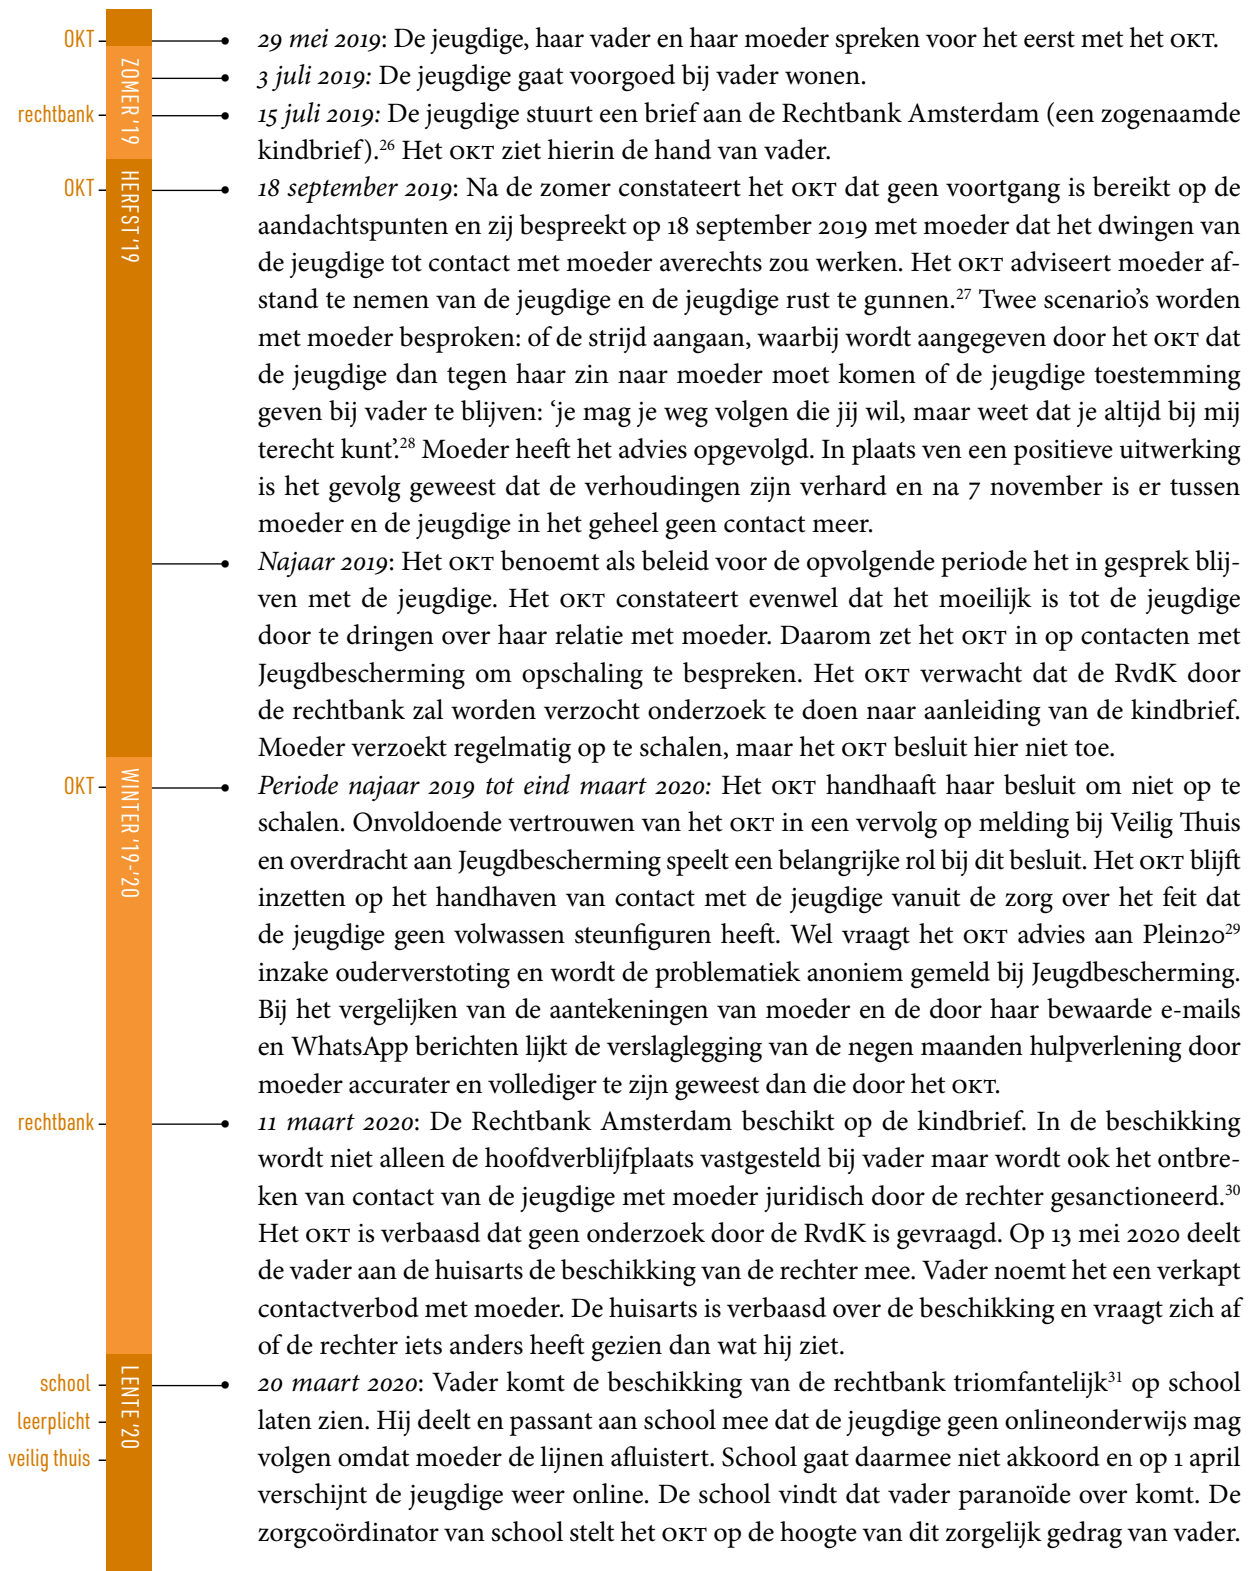 OKT
29 mei 2019: De jeugdige, haar vader en haar moeder spreken voor het eerst met het OKT.
ZOMER '19
3 juli 2019: De jeugdige gaat voorgoed bij vader wonen.
rechtbank
15 juli 2019: De jeugdige stuurt een brief aan de Rechtbank Amsterdam (een zogenaamde
kindbrief).26 Het OKT ziet hierin de hand van vader.
OKT
HERFST '19
18 september 2019: Na de zomer constateert het OKT dat geen voortgang is bereikt op de
aandachtspunten en zij bespreekt op 18 september 2019 met moeder dat het dwingen van
de jeugdige tot contact met moeder averechts zou werken. Het OKT adviseert moeder af-
stand te nemen van de jeugdige en de jeugdige rust te gunnen.27 Twee scenario's worden
met moeder besproken: of de strijd aangaan, waarbij wordt aangegeven door het OKT dat
de jeugdige dan tegen haar zin naar moeder moet komen of de jeugdige toestemming
geven bij vader te blijven: ‘je mag je weg volgen die jij wil, maar weet dat je altijd bij mij
terecht kunt’.28 Moeder heeft het advies opgevolgd. In plaats ven een positieve uitwerking
is het gevolg geweest dat de verhoudingen zijn verhard en na 7 november is er tussen
moeder en de jeugdige in het geheel geen contact meer.
Najaar 2019: Het OKT benoemt als beleid voor de opvolgende periode het in gesprek blij-
ven met de jeugdige. Het OKT constateert evenwel dat het moeilijk is tot de jeugdige
door te dringen over haar relatie met moeder. Daarom zet het OKT in op contacten met
Jeugdbescherming om opschaling te bespreken. Het OKT verwacht dat de RvdK door
de rechtbank zal worden verzocht onderzoek te doen naar aanleiding van de kindbrief.
Moeder verzoekt regelmatig op te schalen, maar het OKT besluit hier niet toe.
OKT
WINTER '19-'20
Periode najaar 2019 tot eind maart 2020: Het OKT handhaaft haar besluit om niet op te
schalen. Onvoldoende vertrouwen van het OKT in een vervolg op melding bij Veilig Thuis
en overdracht aan Jeugdbescherming speelt een belangrijke rol bij dit besluit. Het OKT blijft
inzetten op het handhaven van contact met de jeugdige vanuit de zorg over het feit dat
de jeugdige geen volwassen steunfiguren heeft. Wel vraagt het OKT advies aan Plein2029
inzake ouderverstoting en wordt de problematiek anoniem gemeld bij Jeugdbescherming.
Bij het vergelijken van de aantekeningen van moeder en de door haar bewaarde e-mails
en WhatsApp berichten lijkt de verslaglegging van de negen maanden hulpverlening door
moeder accurater en vollediger te zijn geweest dan die door het OKT.
rechtbank
11 maart 2020: De Rechtbank Amsterdam beschikt op de kindbrief. In de beschikking
wordt niet alleen de hoofdverblijfplaats vastgesteld bij vader maar wordt ook het ontbre-
ken van contact van de jeugdige met moeder juridisch door de rechter gesanctioneerd.30
Het OKT is verbaasd dat geen onderzoek door de RvdK is gevraagd. Op 13 mei 2020 deelt
de vader aan de huisarts de beschikking van de rechter mee. Vader noemt het een verkapt
contactverbod met moeder. De huisarts is verbaasd over de beschikking en vraagt zich af
of de rechter iets anders heeft gezien dan wat hij ziet.
LENTE '20
school
leerplicht
veilig thuis
20 maart 2020: Vader komt de beschikking van de rechtbank triomfantelijk31 op school
laten zien. Hij deelt en passant aan school mee dat de jeugdige geen onlineonderwijs mag
volgen omdat moeder de lijnen afluistert. School gaat daarmee niet akkoord en op 1 april
verschijnt de jeugdige weer online. De school vindt dat vader paranoïde over komt. De
zorgcoördinator van school stelt het OKT op de hoogte van dit zorgelijk gedrag van vader.